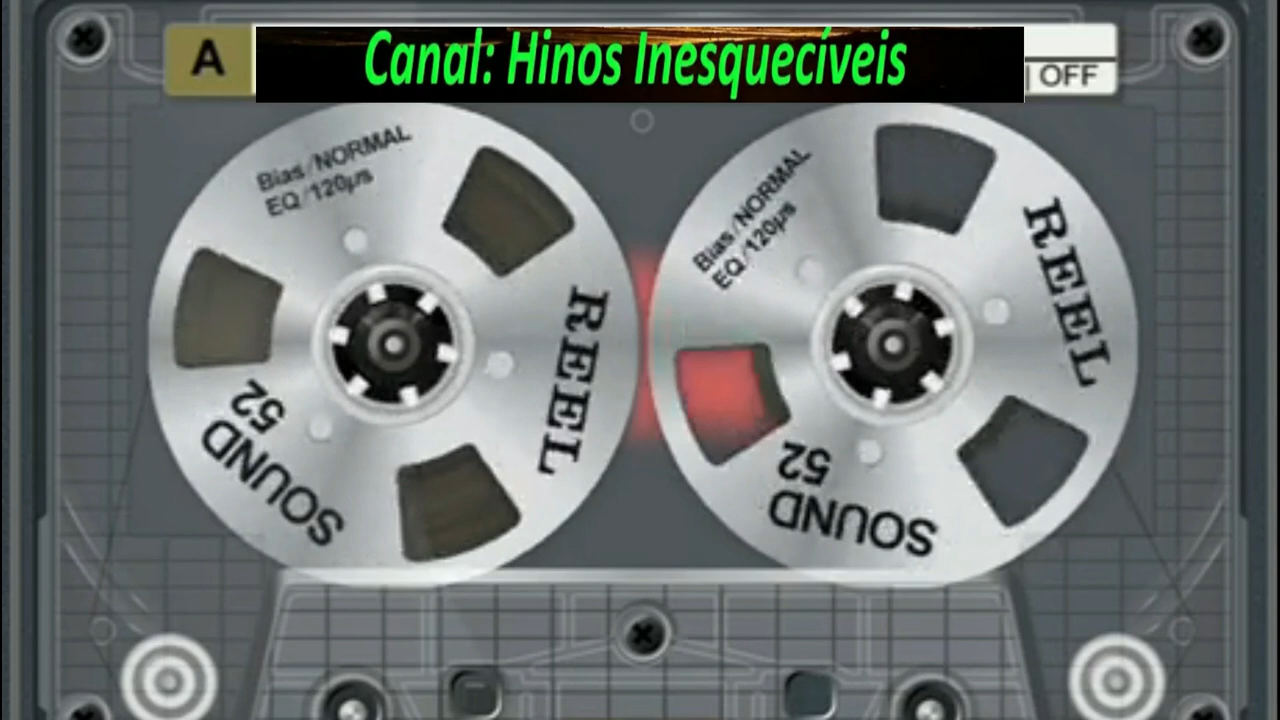 Canal: Hinos Inesquecíveis
A
OFF
Bias/NORMAL
EQ/120µs
REEL
SOUND
52
Bias/NORMAL
EQ/120µs
REEL
SOUND
52